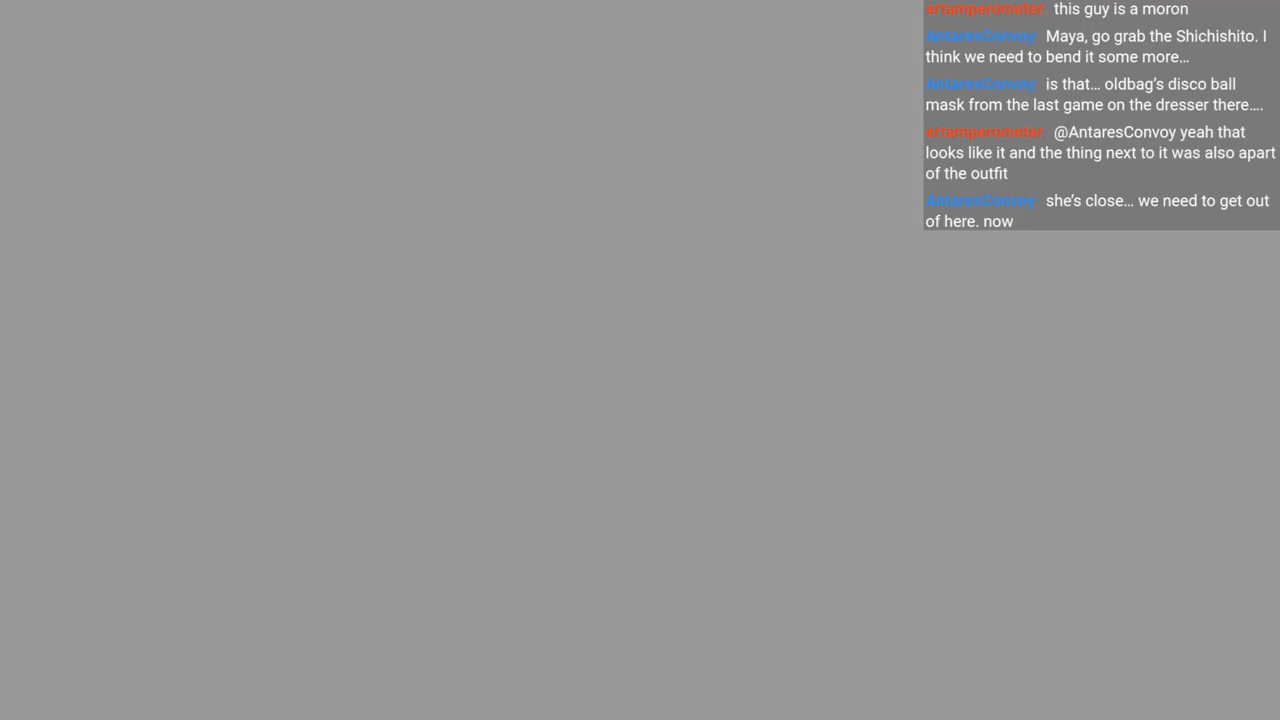 ertamperometer this guy is a moron
AntaresConvoy Maya, go grab the Shichishito. I
think we need to bend it some more…
AntaresConvoy is that… oldbag’s disco ball
mask from the last game on the dresser there….
ertamperometer @AntaresConvoy yeah that
looks like it and the thing next to it was also apart
of the outfit
AntaresConvoy she’s close… we need to get out
of here. now